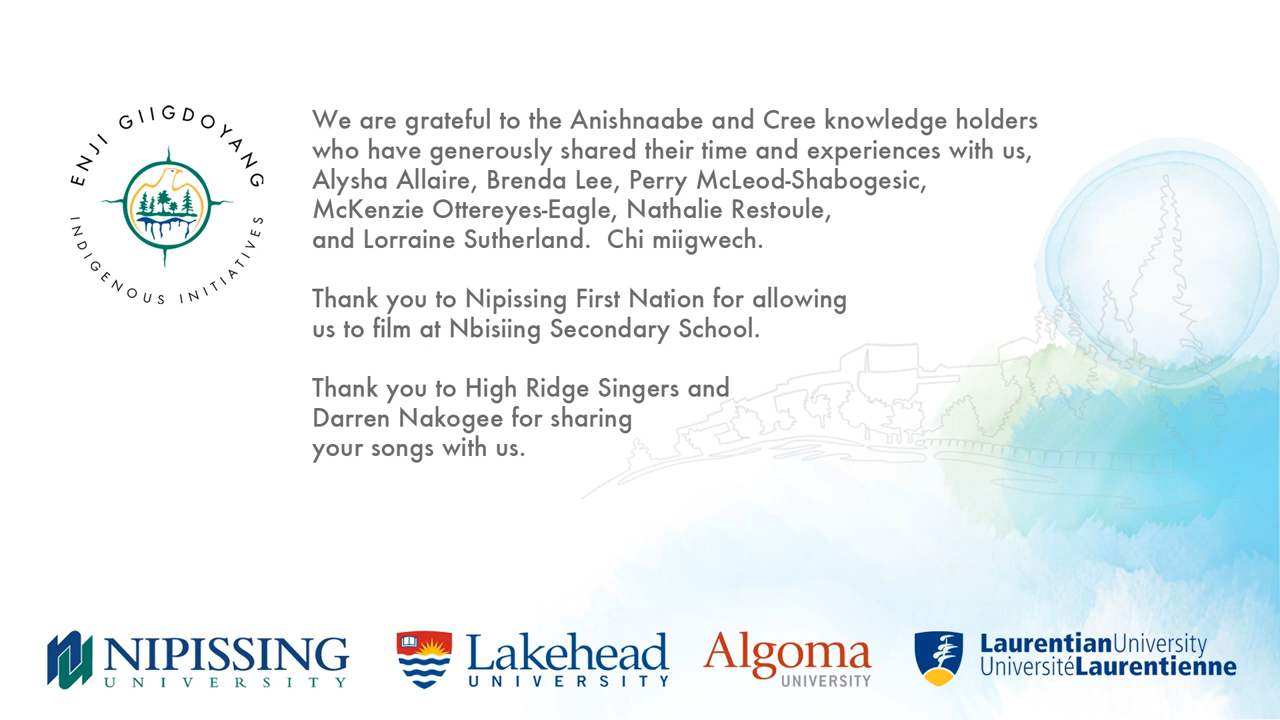 ENJI GIIGDOYANG
INDIGENOUS INITIATIVES
We are grateful to the Anishnaabe and Cree knowledge holders
who have generously shared their time and experiences with us,
Alysha Allaire, Brenda Lee, Perry McLeod-Shabogesic,
McKenzie Ottereyes-Eagle, Nathalie Restoule,
and Lorraine Sutherland.  Chi miigwech.
Thank you to Nipissing First Nation for allowing
us to film at Nbisiing Secondary School.
Thank you to High Ridge Singers and
Darren Nakogee for sharing
your songs with us.
NIPISSING
UNIVERSITY
Lakehead
UNIVERSITY
Algoma
UNIVERSITY
LaurentianUniversity
UniversitéLaurentienne